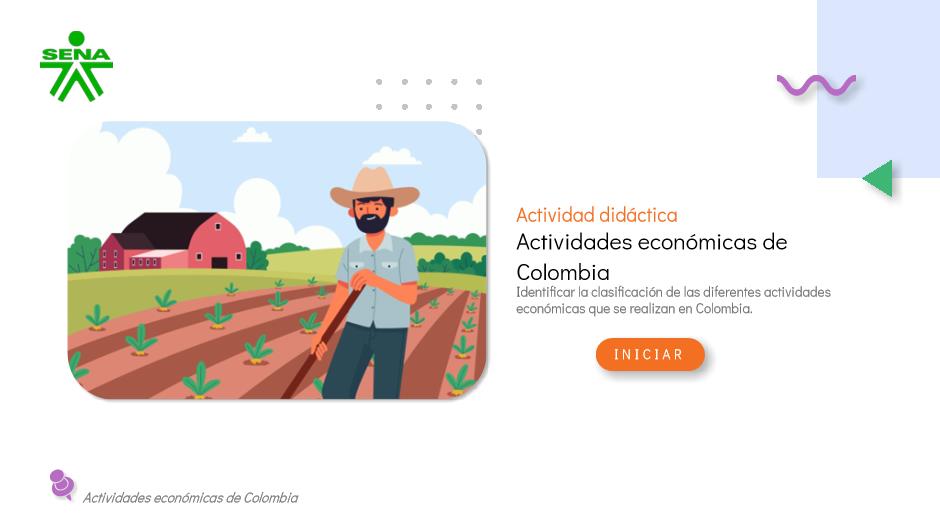 SENA
Actividad didáctica
Actividades económicas de
Colombia
Identificar la clasificación de las diferentes actividades
económicas que se realizan en Colombia.
INICIAR
Actividades económicas de Colombia